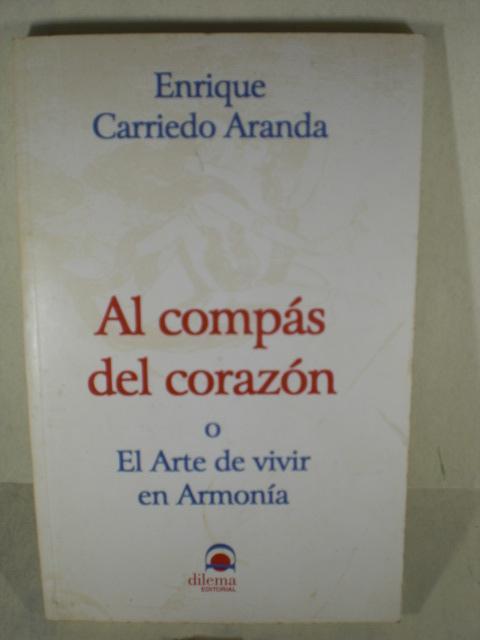 Enrique
Carriedo Aranda
Al compás
del corazón
o
El Arte de vivir
en Armonía
dilema
EDITORIAL